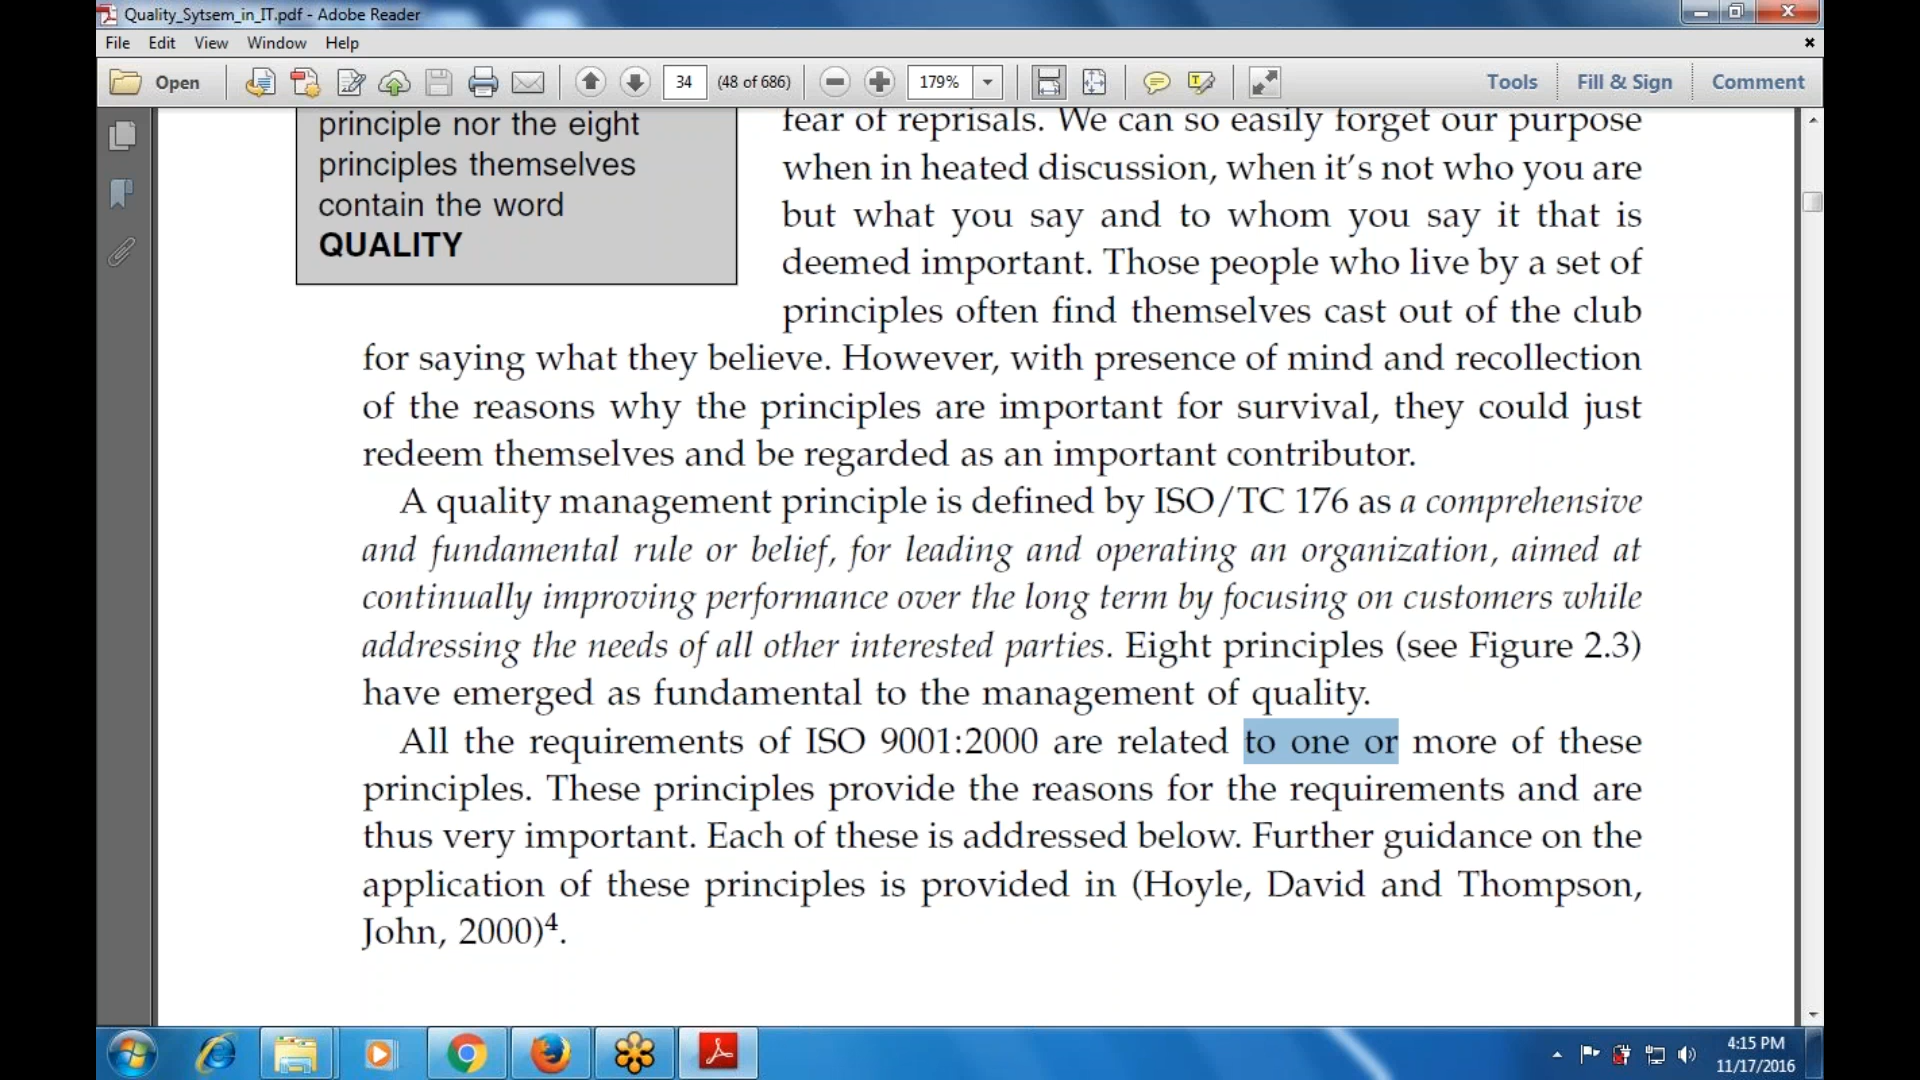 Quality_Sytsem_in_IT.pdf - Adobe Reader
File Edit View Window Help
Open 34 (48 of 686) 179% Tools Fill & Sign Comment
principle nor the eight
principles themselves
contain the word
QUALITY
fear of reprisals. We can so easily forget our purpose
when in heated discussion, when it's not who you are
but what you say and to whom you say it that is
deemed important. Those people who live by a set of
principles often find themselves cast out of the club
for saying what they believe. However, with presence of mind and recollection
of the reasons why the principles are important for survival, they could just
redeem themselves and be regarded as an important contributor.
A quality management principle is defined by ISO/TC 176 as a comprehensive
and fundamental rule or belief, for leading and operating an organization, aimed at
continually improving performance over the long term by focusing on customers while
addressing the needs of all other interested parties. Eight principles (see Figure 2.3)
have emerged as fundamental to the management of quality.
All the requirements of ISO 9001:2000 are related to one or more of these
principles. These principles provide the reasons for the requirements and are
thus very important. Each of these is addressed below. Further guidance on the
application of these principles is provided in (Hoyle, David and Thompson,
John, 2000)⁴.
4:15 PM
11/17/2016